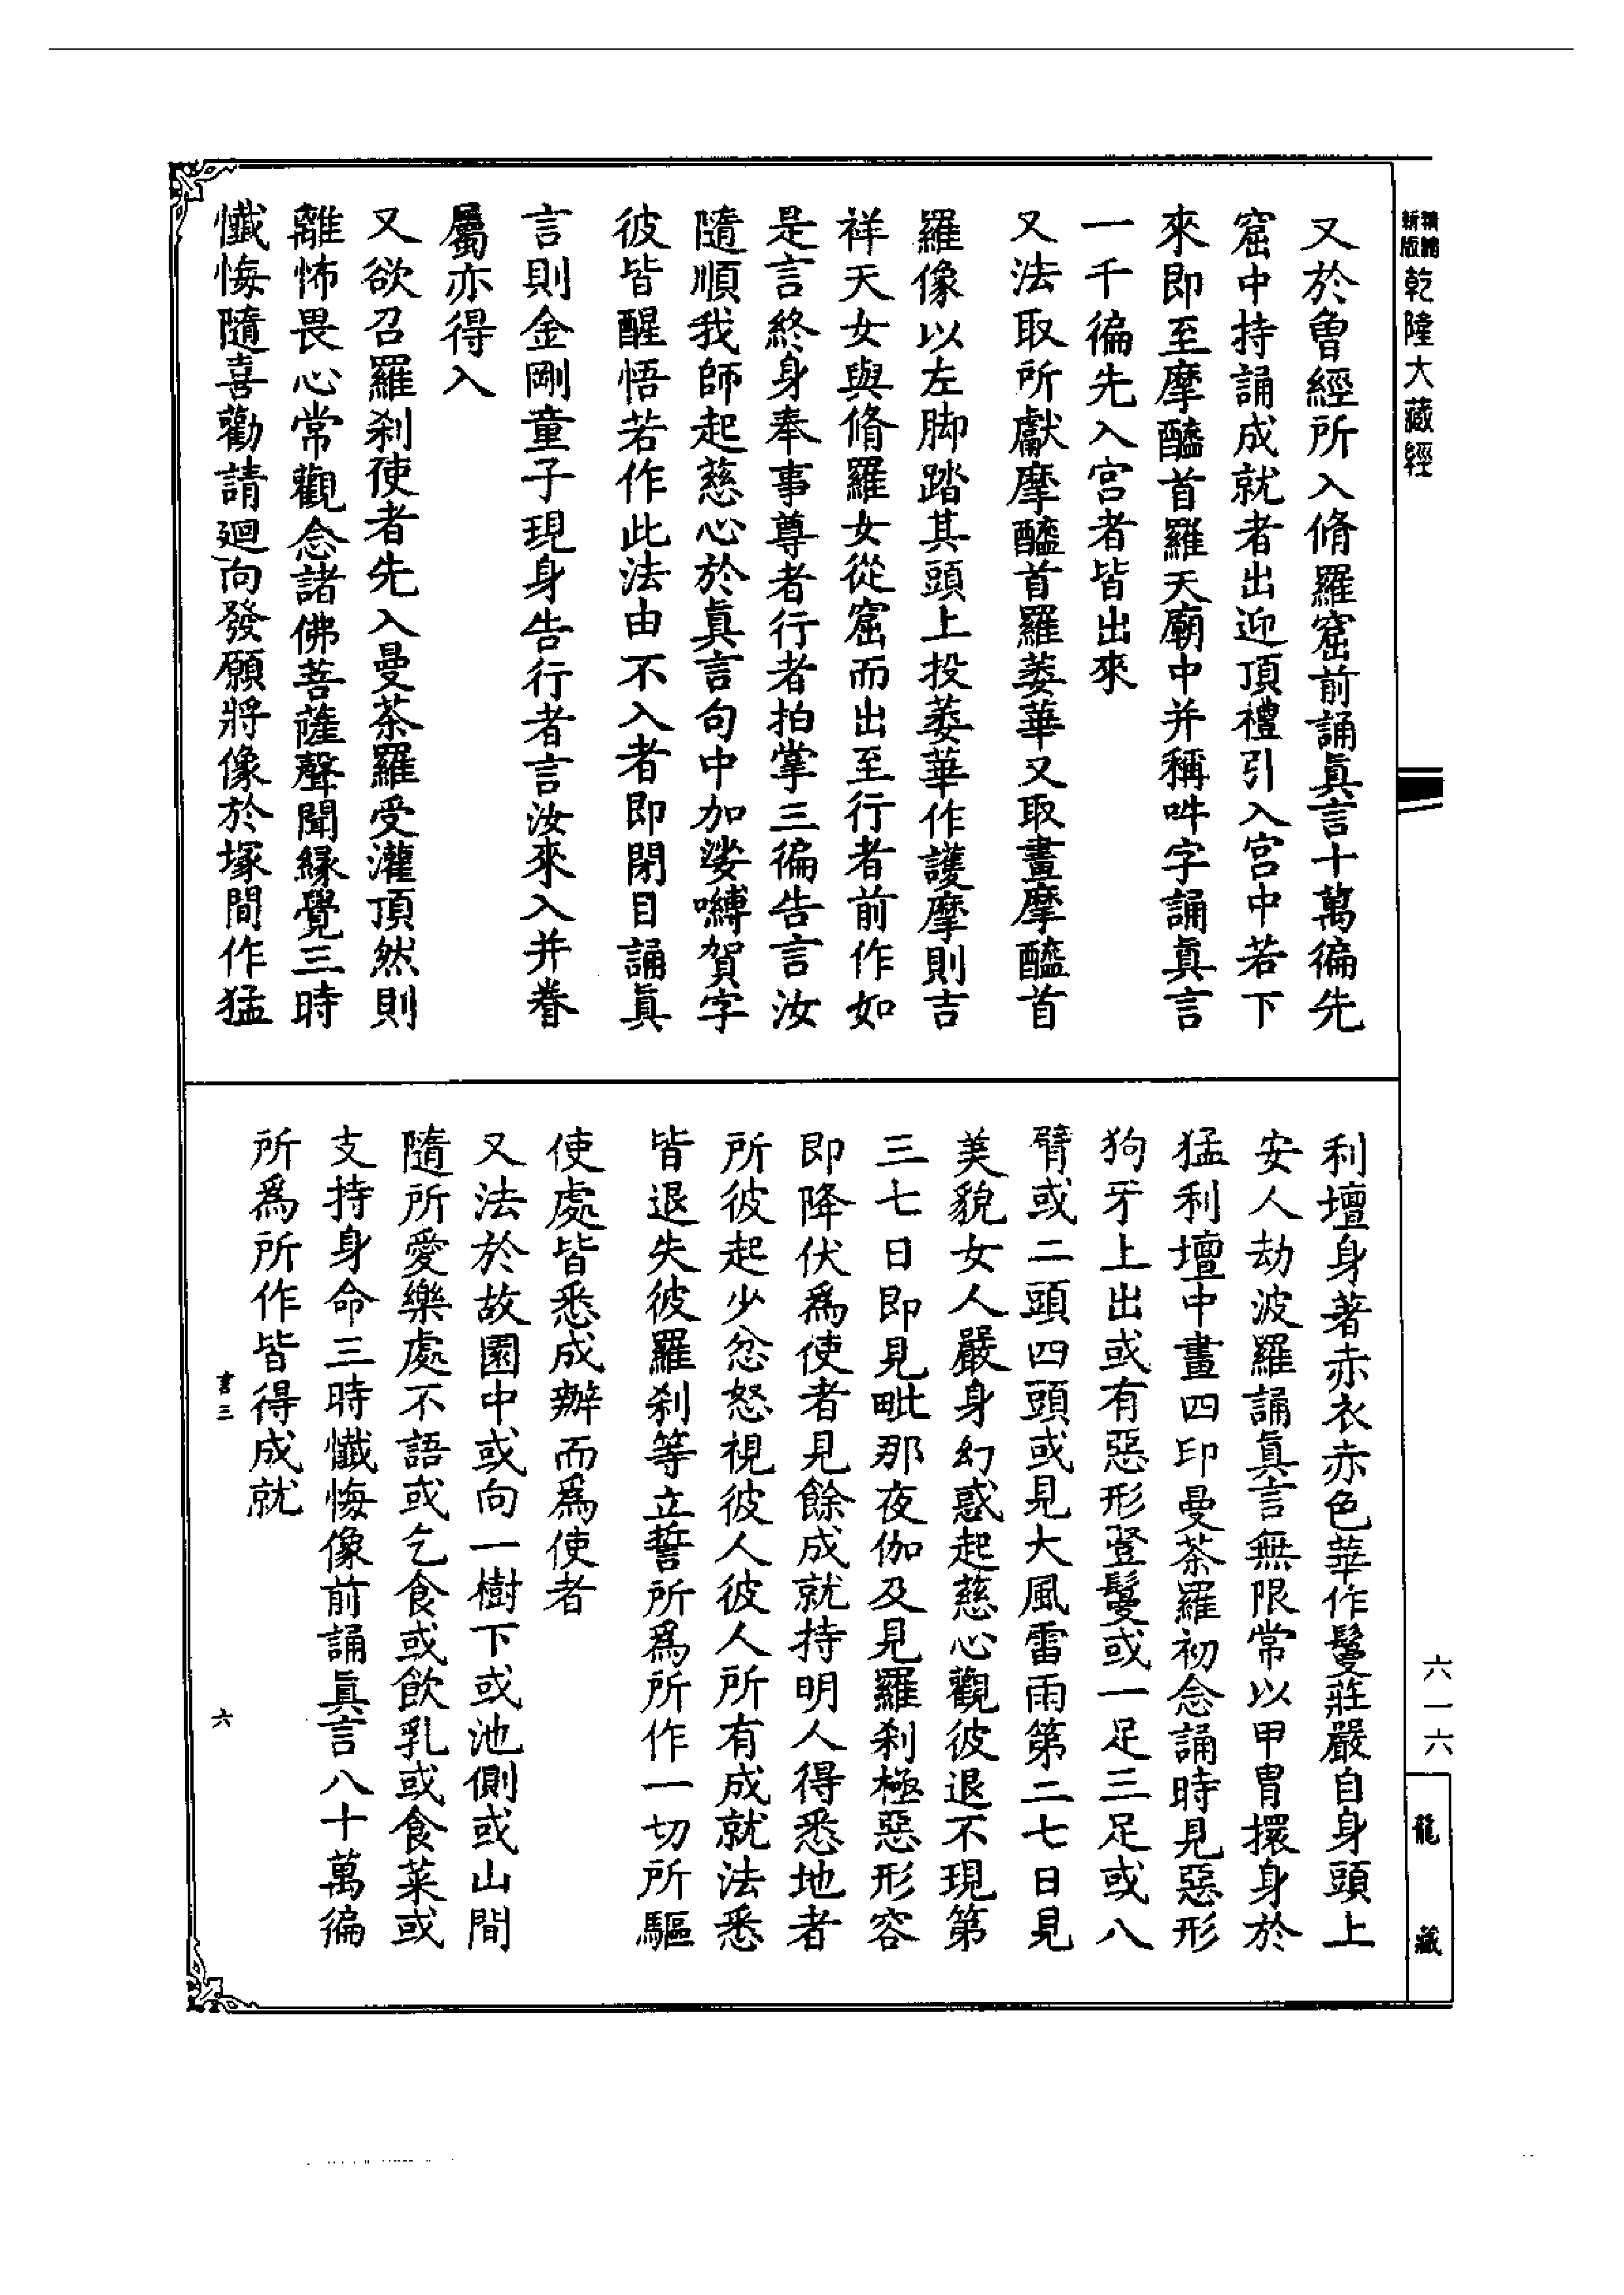 精補
新版
乾隆大藏經
又於曾經所入脩羅窟前誦眞言十萬徧先
窟中持誦成就者出迎頂禮引入宮中若下
來即至摩醯首羅天廟中并稱吽字誦眞言
一千徧先入宮者皆出來
又法取所獻摩醯首羅萎華又取畫摩醯首
羅像以左脚踏其頭上投萎華作護摩則吉
祥天女與脩羅女從窟而出至行者前作如
是言終身奉事尊者行者拍掌三徧告言汝
隨順我師起慈心於眞言句中加娑嚩賀字
彼皆醒悟若作此法由不入者即閉目誦眞
言則金剛童子現身告行者言汝來入并眷
屬亦得入
又欲召羅刹使者先入曼荼羅受灌頂然則
離怖畏心常觀念諸佛菩薩聲聞緣覺三時
懺悔隨喜勸請迴向發願將像於塚間作猛
利壇身著赤衣赤色華作鬘莊嚴自身頭上
安人劫波羅誦眞言無限常以甲冑擐身於
猛利壇中畫四印曼荼羅初念誦時見惡形
狗牙上出或有惡形豎鬘或一足三足或八
臂或二頭四頭或見大風雷雨第二七日見
美貌女人嚴身幻惑起慈心觀彼退不現第
三七日即見毗那夜伽及見羅刹極惡形容
即降伏爲使者見餘成就持明人得悉地者
所彼起少忿怒視彼人彼人所有成就法悉
皆退失彼羅刹等立誓所爲所作一切所驅
使處皆悉成辦而爲使者
又法於故園中或向一樹下或池側或山間
隨所愛樂處不語或乞食或飲乳或食菜或
支持身命三時懺悔像前誦眞言八十萬徧
所爲所作皆得成就
書三
六
六一六
龍藏